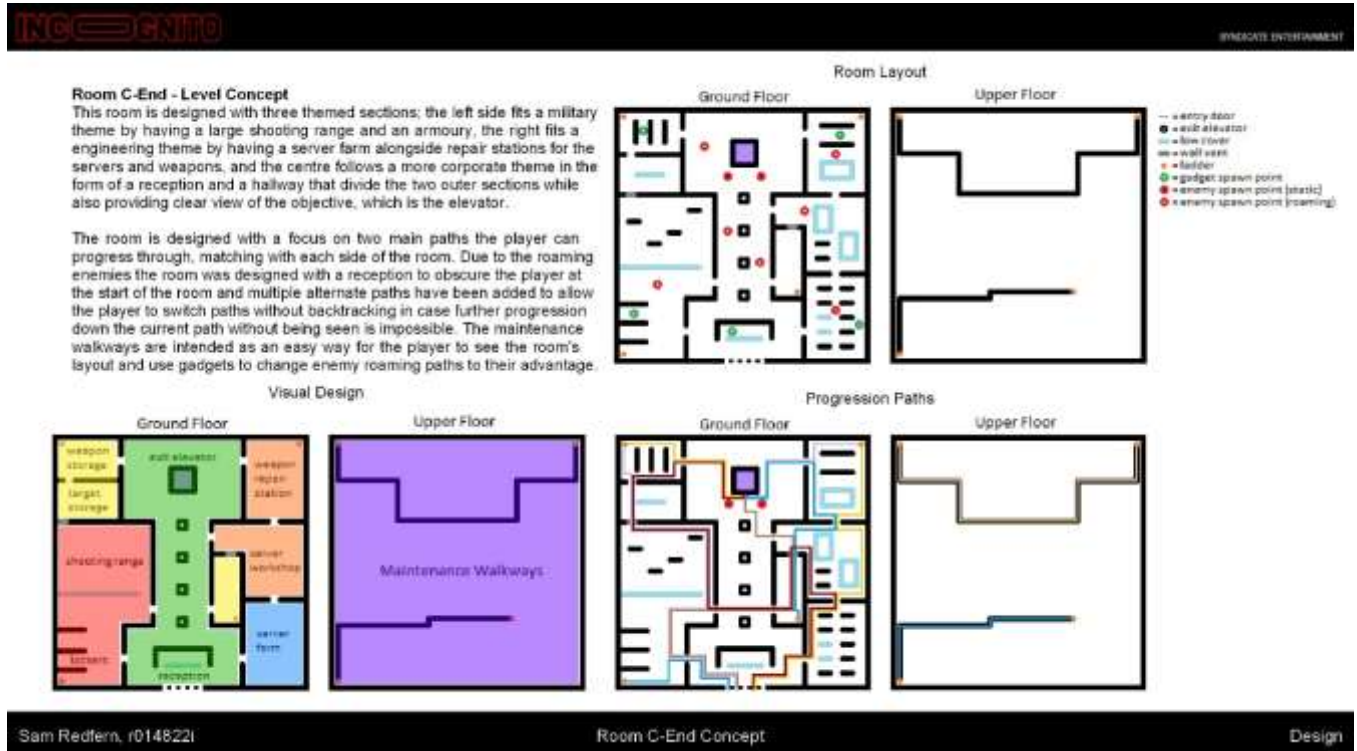 INCOGNITO
SYNDICATE ENTERTAINMENT
Room C-End - Level Concept
This room is designed with three themed sections; the left side fits a military
theme by having a large shooting range and an armoury, the right fits a
engineering theme by having a server farm alongside repair stations for the
servers and weapons, and the centre follows a more corporate theme in the
form of a reception and a hallway that divide the two outer sections while
also providing clear view of the objective, which is the elevator.
The room is designed with a focus on two main paths the player can
progress through, matching with each side of the room. Due to the roaming
enemies the room was designed with a reception to obscure the player at
the start of the room and multiple alternate paths have been added to allow
the player to switch paths without backtracking in case further progression
down the current path without being seen is impossible. The maintenance
walkways are intended as an easy way for the player to see the room's
layout and use gadgets to change enemy roaming paths to their advantage.
Room Layout
Ground Floor
Upper Floor
= entry door
= exit elevator
= low cover
= wall vent
= ladder
= gadget spawn point
= enemy spawn point (static)
= enemy spawn point (roaming)
Visual Design
Ground Floor
Upper Floor
weapon
storage
target
storage
exit elevator
weapon
repair
station
shooting range
server
workshop
lockers
server
farm
reception
Maintenance Walkways
Progression Paths
Ground Floor
Upper Floor
Sam Redfern, r014822i
Room C-End Concept
Design